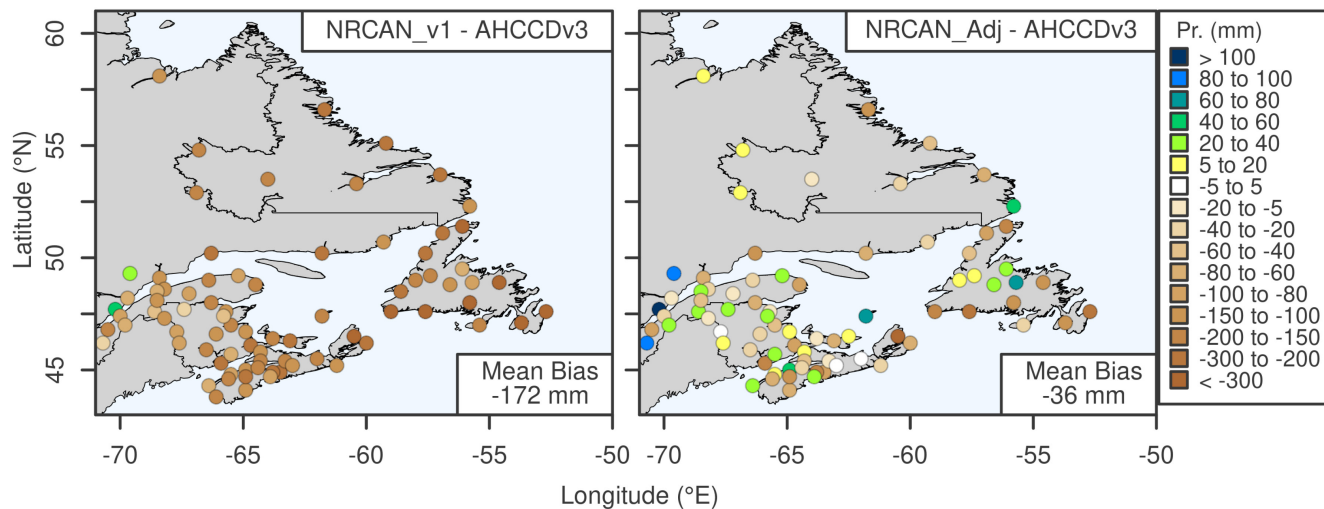 NRCAN_v1 - AHCCDv3
NRCAN_Adj - AHCCDv3
Pr. (mm)
> 100
80 to 100
60 to 80
40 to 60
20 to 40
5 to 20
-5 to 5
-20 to -5
-40 to -20
-60 to -40
-80 to -60
-100 to -80
-150 to -100
-200 to -150
-300 to -200
< -300
60
55
50
45
Latitude (°N)
Mean Bias
-172 mm
Mean Bias
-36 mm
-70 -65 -60 -55 -50
-70 -65 -60 -55 -50
Longitude (°E)